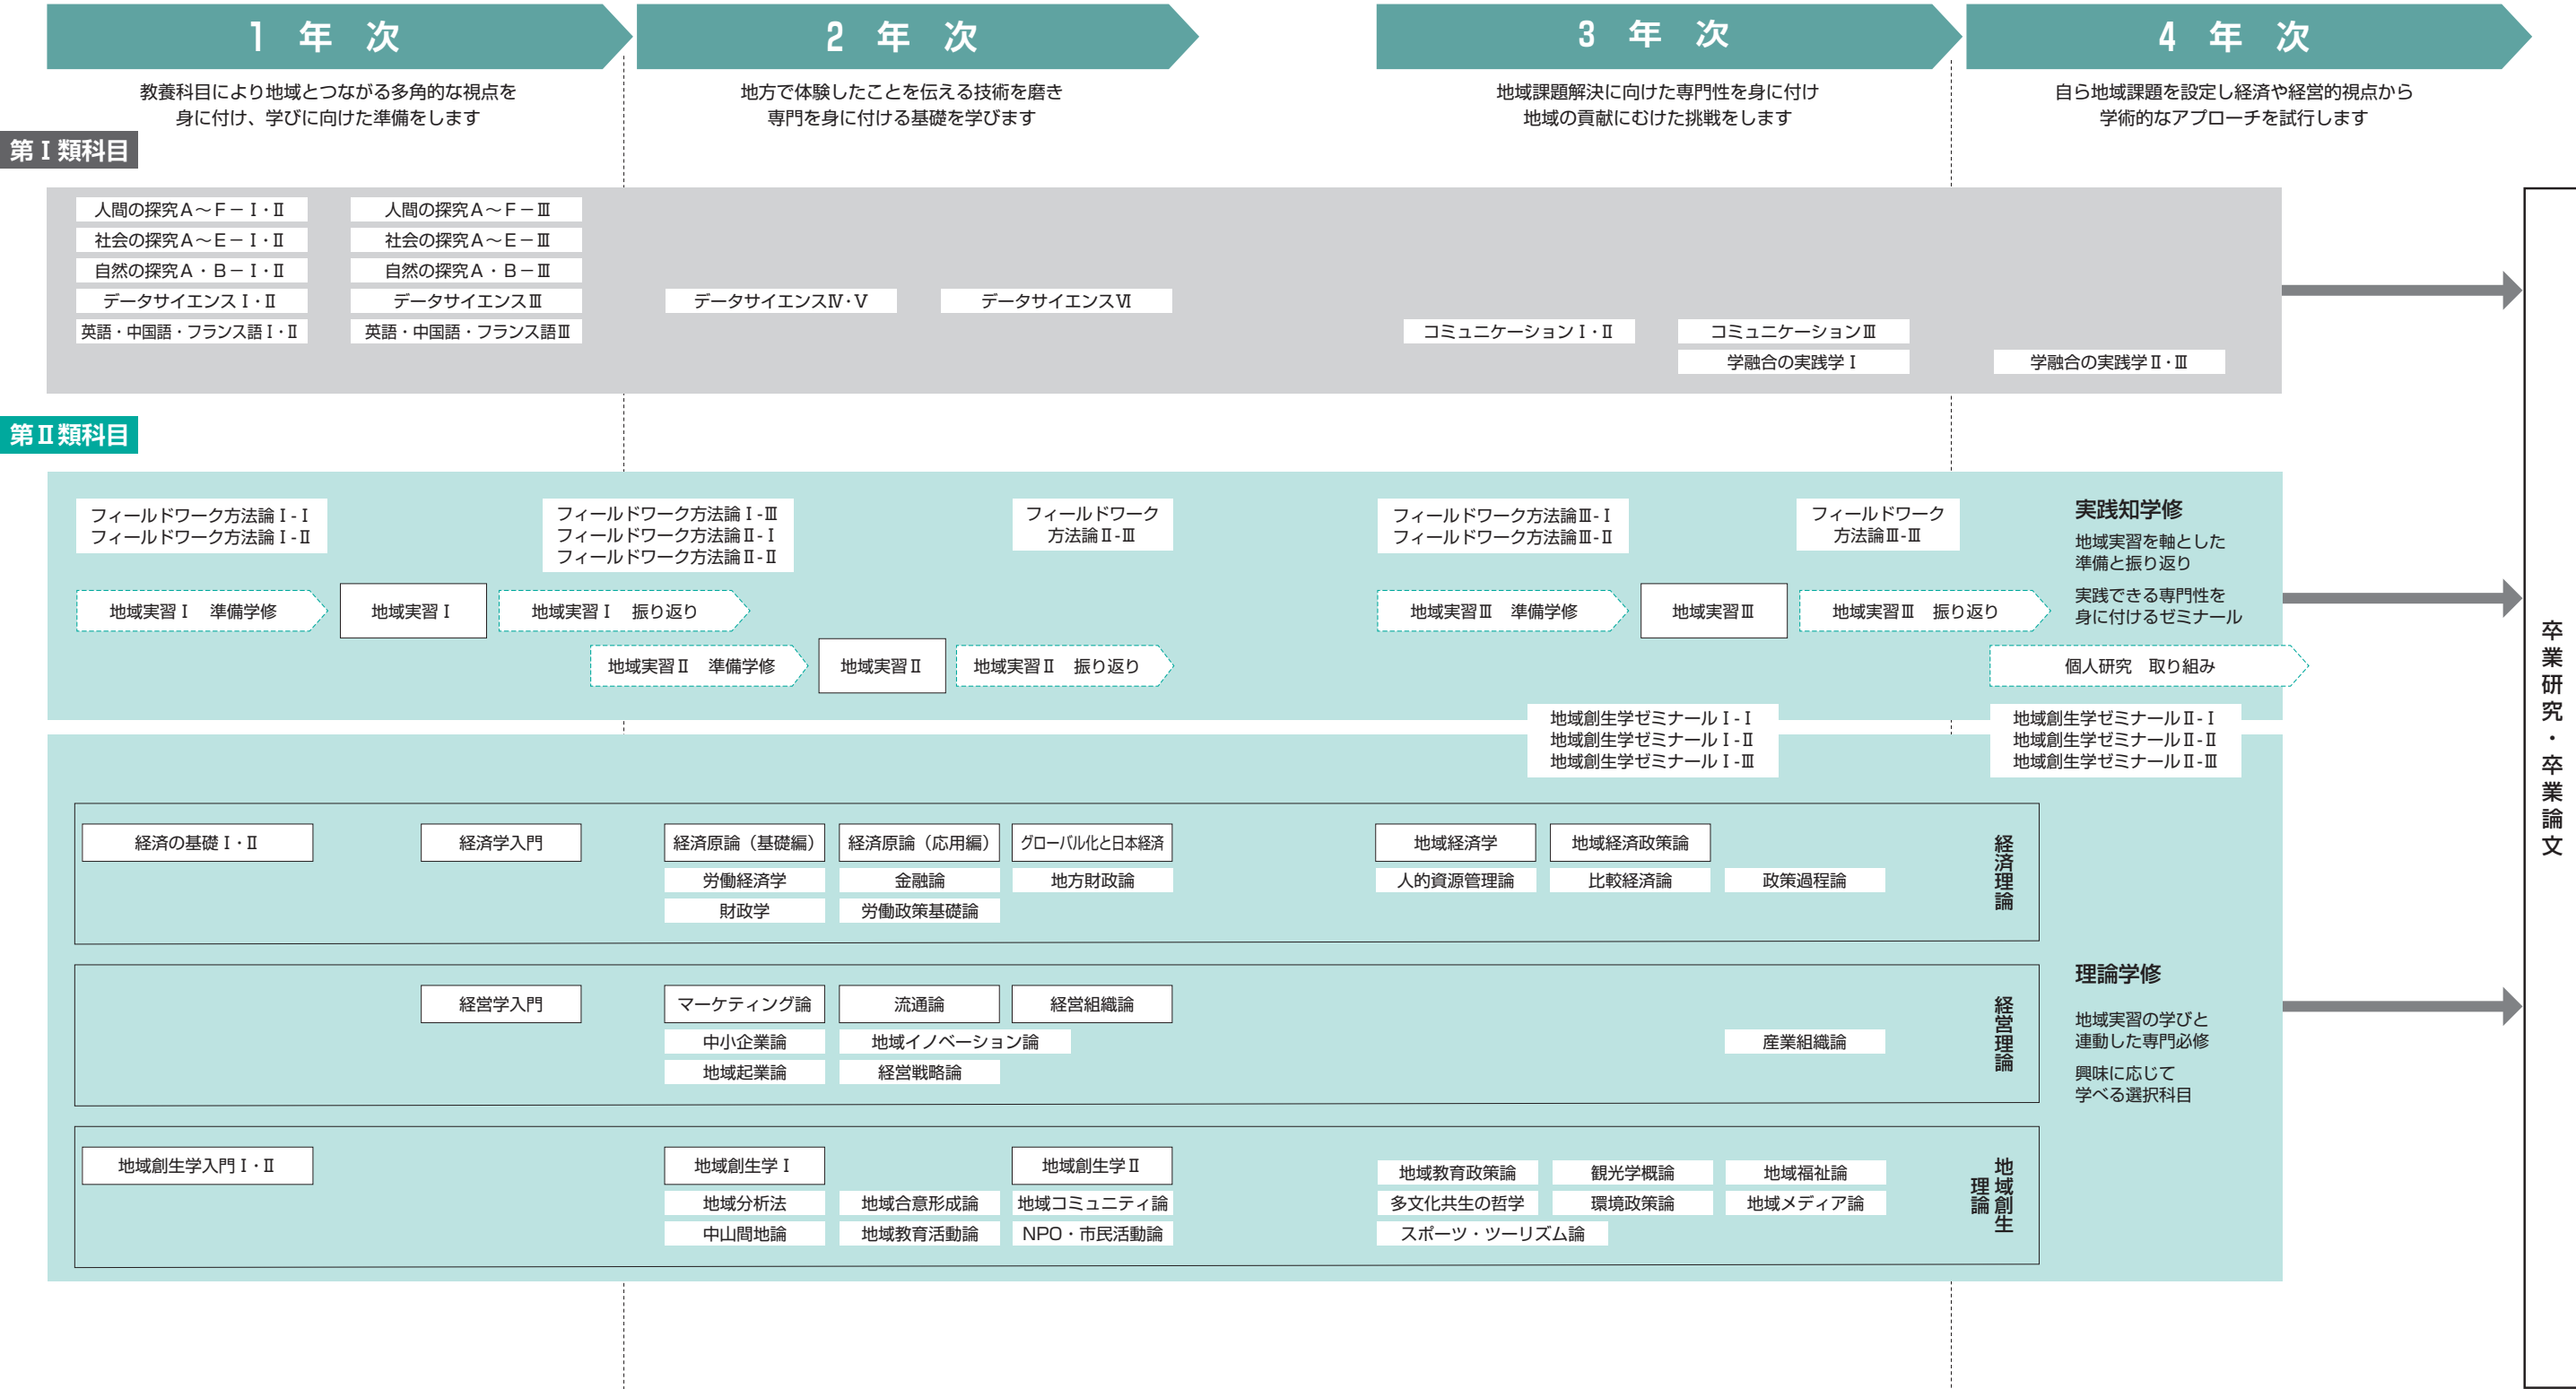 1 年 次
2 年 次
3 年 次
4 年 次
教養科目により地域とつながる多角的な視点を
身に付け、学びに向けた準備をします
地方で体験したことを伝える技術を磨き
専門を身に付ける基礎を学びます
地域課題解決に向けた専門性を身に付け
地域の貢献にむけた挑戦をします
自ら地域課題を設定し経済や経営的視点から
学術的なアプローチを試行します
第Ⅰ類科目
人間の探究A～F－Ⅰ・Ⅱ
人間の探究A～F－Ⅲ
社会の探究A～E－Ⅰ・Ⅱ
社会の探究A～E－Ⅲ
自然の探究A・B－Ⅰ・Ⅱ
自然の探究A・B－Ⅲ
データサイエンスⅠ・Ⅱ
データサイエンスⅢ
データサイエンスⅣ・Ⅴ
データサイエンスⅥ
英語・中国語・フランス語Ⅰ・Ⅱ
英語・中国語・フランス語Ⅲ
コミュニケーションⅠ・Ⅱ
コミュニケーションⅢ
学融合の実践学Ⅰ
学融合の実践学Ⅱ・Ⅲ
第Ⅱ類科目
フィールドワーク方法論Ⅰ-Ⅰ
フィールドワーク方法論Ⅰ-Ⅱ
フィールドワーク方法論Ⅰ-Ⅲ
フィールドワーク方法論Ⅱ-Ⅰ
フィールドワーク方法論Ⅱ-Ⅱ
フィールドワーク
方法論Ⅱ-Ⅲ
フィールドワーク方法論Ⅲ-Ⅰ
フィールドワーク方法論Ⅲ-Ⅱ
フィールドワーク
方法論Ⅲ-Ⅲ
実践知学修
地域実習を軸とした
準備と振り返り
実践できる専門性を
身に付けるゼミナール
地域実習Ⅰ 準備学修
地域実習Ⅰ
地域実習Ⅰ 振り返り
地域実習Ⅲ 準備学修
地域実習Ⅲ
地域実習Ⅲ 振り返り
地域実習Ⅱ 準備学修
地域実習Ⅱ
地域実習Ⅱ 振り返り
個人研究 取り組み
地域創生学ゼミナールⅠ-Ⅰ
地域創生学ゼミナールⅠ-Ⅱ
地域創生学ゼミナールⅠ-Ⅲ
地域創生学ゼミナールⅡ-Ⅰ
地域創生学ゼミナールⅡ-Ⅱ
地域創生学ゼミナールⅡ-Ⅲ
経済の基礎Ⅰ・Ⅱ
経済学入門
経済原論（基礎編）
経済原論（応用編）
グローバル化と日本経済
地域経済学
地域経済政策論
労働経済学
金融論
地方財政論
人的資源管理論
比較経済論
政策過程論
財政学
労働政策基礎論
経済理論
経営学入門
マーケティング論
流通論
経営組織論
中小企業論
地域イノベーション論
産業組織論
地域起業論
経営戦略論
経営理論
理論学修
地域実習の学びと
連動した専門必修
興味に応じて
学べる選択科目
地域創生学入門Ⅰ・Ⅱ
地域創生学Ⅰ
地域創生学Ⅱ
地域教育政策論
観光学概論
地域福祉論
地域分析法
地域合意形成論
地域コミュニティ論
多文化共生の哲学
環境政策論
地域メディア論
中山間地論
地域教育活動論
NPO・市民活動論
スポーツ・ツーリズム論
地域創生
理論
卒業研究・卒業論文